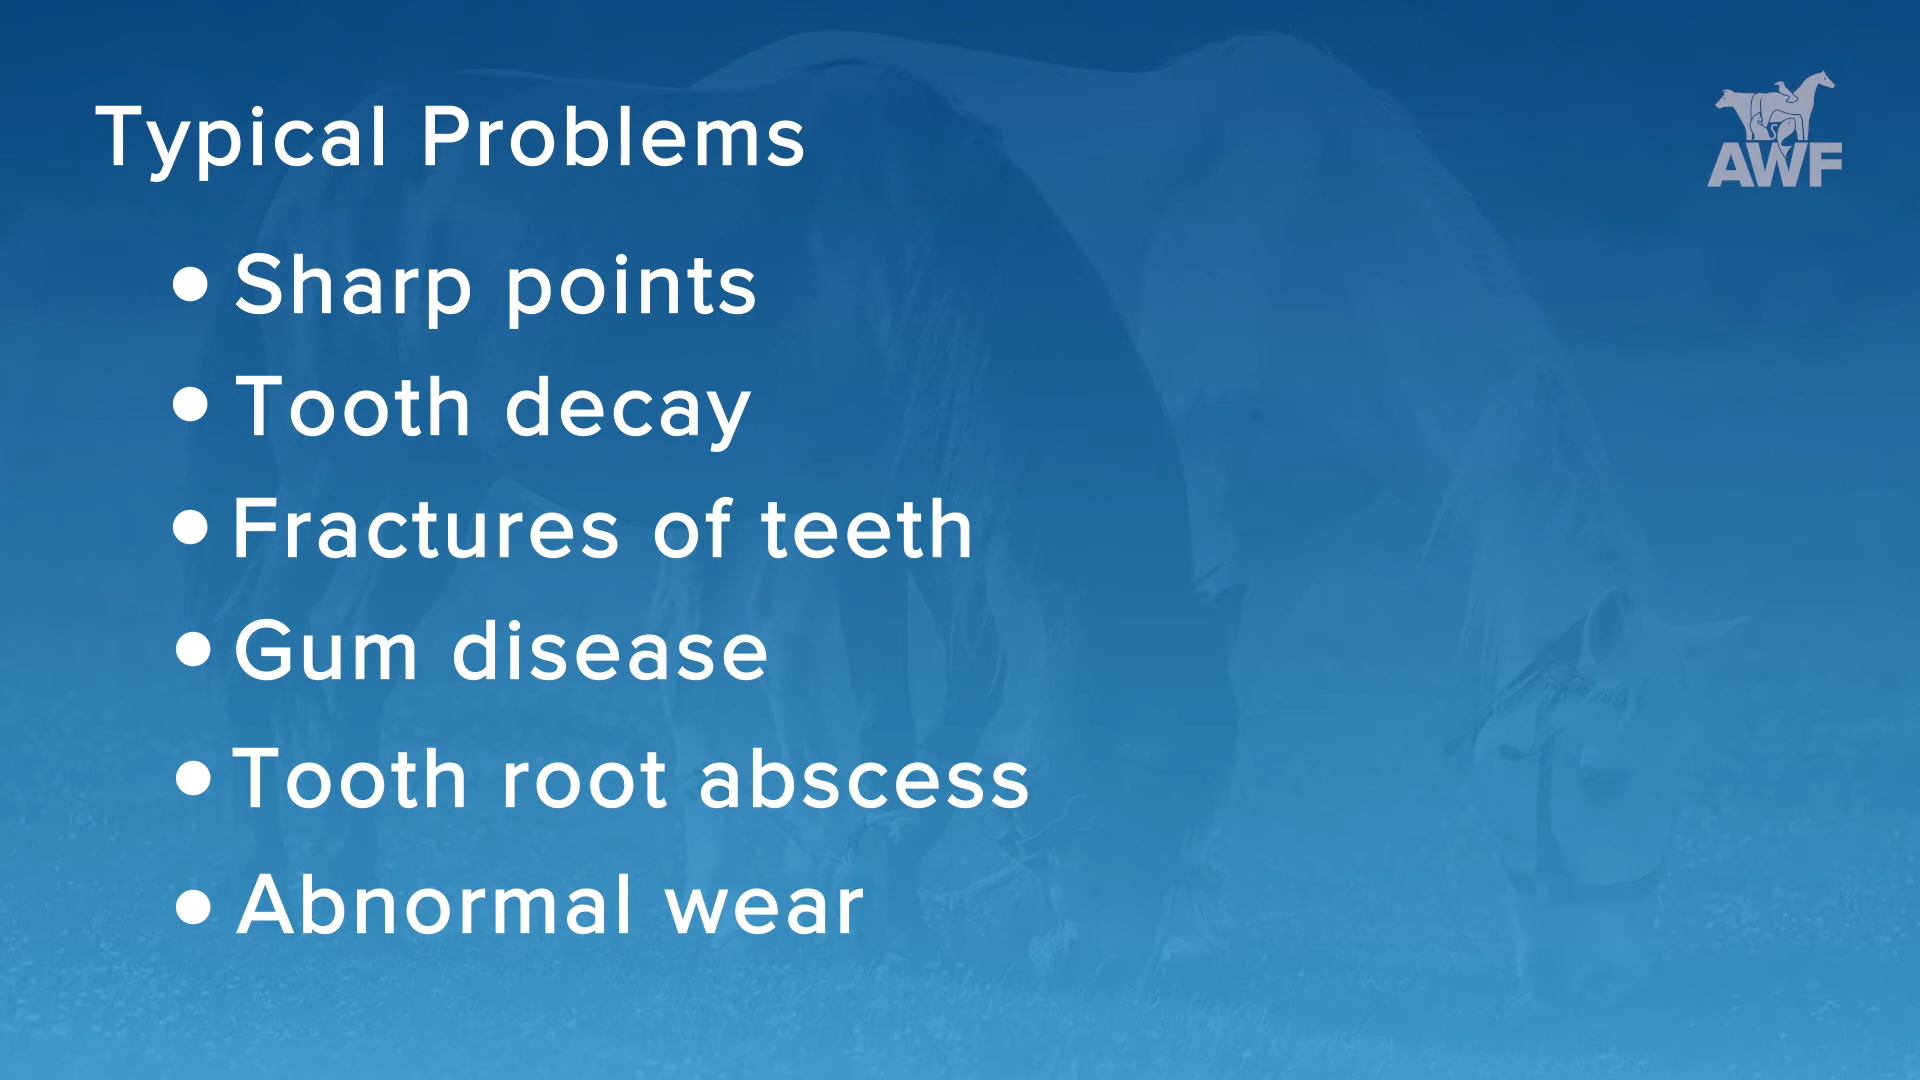 Typical Problems
AWF
• Sharp points
• Tooth decay
• Fractures of teeth
• Gum disease
• Tooth root abscess
• Abnormal wear